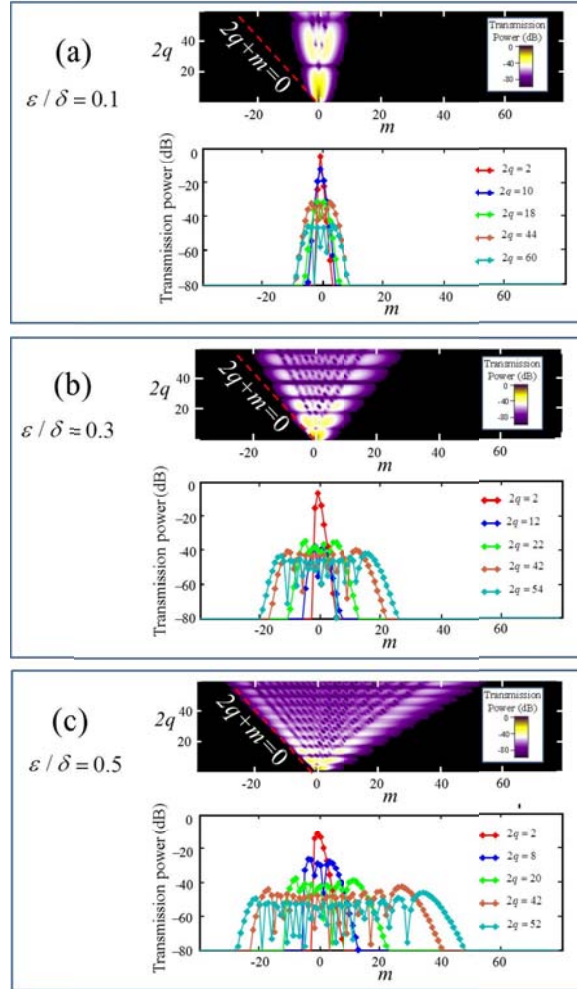 (a)
ε / δ = 0.1
2q
40
20
2q+m=0
Transmission
Power (dB)
0
-40
-80
-20
0
20
40
60
m
Transmission power (dB)
0
-20
-40
-60
-80
2q = 2
2q = 10
2q = 18
2q = 44
2q = 60
-20
0
20
40
60
m
(b)
ε / δ ≈ 0.3
2q
40
20
2q+m=0
Transmission
Power (dB)
0
-40
-80
-20
0
20
40
60
m
Transmission power (dB)
0
-20
-40
-60
-80
2q = 2
2q = 12
2q = 22
2q = 42
2q = 54
-20
0
20
40
60
m
(c)
ε / δ = 0.5
2q
40
20
2q+m=0
Transmission
Power (dB)
0
-40
-80
-20
0
20
40
60
m
Transmission power (dB)
0
-20
-40
-60
-80
2q = 2
2q = 8
2q = 20
2q = 42
2q = 52
-20
0
20
40
60
m